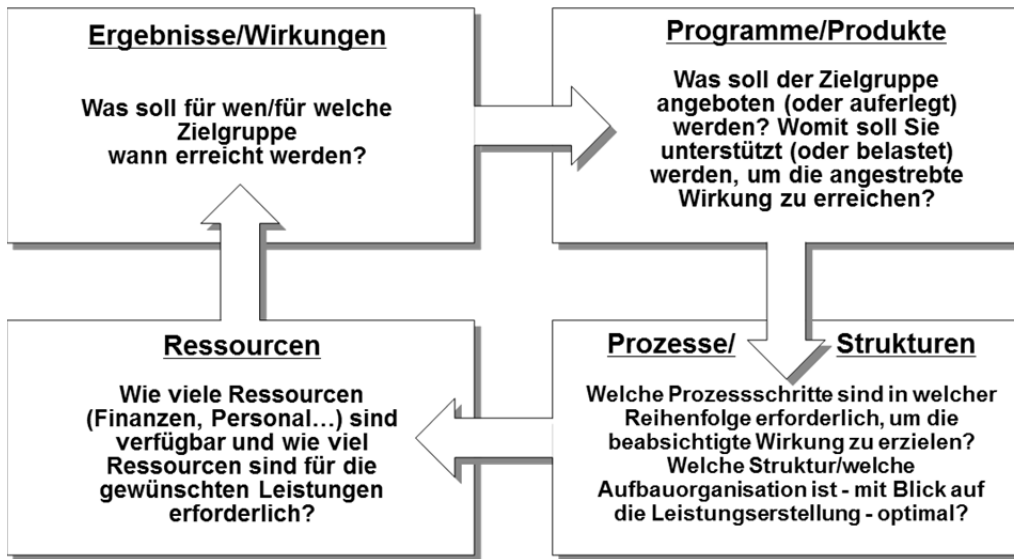 Ergebnisse/Wirkungen
Was soll für wen/für welche
Zielgruppe
wann erreicht werden?
Programme/Produkte
Was soll der Zielgruppe
angeboten (oder auferlegt)
werden? Womit soll Sie
unterstützt (oder belastet)
werden, um die angestrebte
Wirkung zu erreichen?
Ressourcen
Wie viele Ressourcen
(Finanzen, Personal...) sind
verfügbar und wie viel
Ressourcen sind für die
gewünschten Leistungen
erforderlich?
Prozesse/ Strukturen
Welche Prozessschritte sind in welcher
Reihenfolge erforderlich, um die
beabsichtigte Wirkung zu erzielen?
Welche Struktur/welche
Aufbauorganisation ist - mit Blick auf
die Leistungserstellung - optimal?